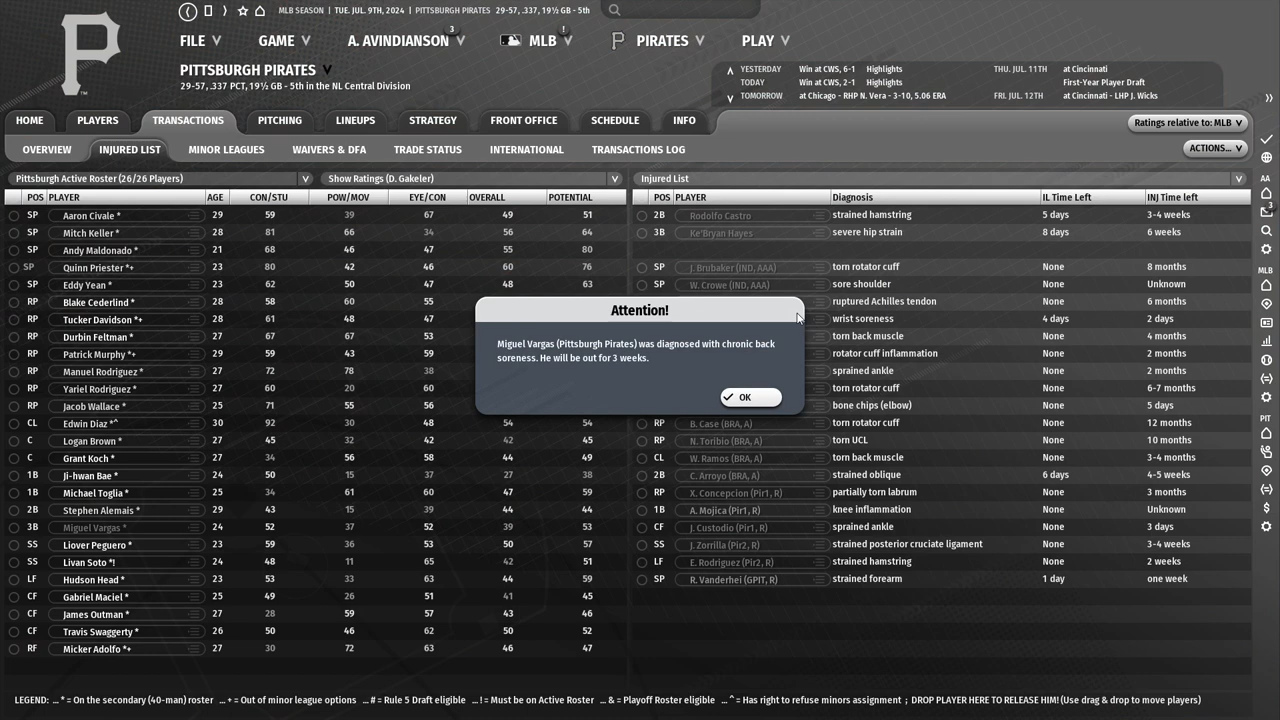 MLB SEASON | TUE. JUL. 9TH, 2024 | PITTSBURGH PIRATES 29-57, .337, 19½ GB - 5th
FILE GAME A. AVINDIANSON 3 MLB ! PIRATES PLAY
PITTSBURGH PIRATES
29-57, .337 PCT, 19½ GB - 5th in the NL Central Division
YESTERDAY Win at CWS, 6-1 Highlights THU. JUL. 11TH at Cincinnati
TODAY Win at CWS, 2-1 Highlights First-Year Player Draft
TOMORROW at Chicago - RHP N. Vera - 3-10, 5.06 ERA FRI. JUL. 12TH at Cincinnati - LHP J. Wicks
HOME PLAYERS TRANSACTIONS PITCHING LINEUPS STRATEGY FRONT OFFICE SCHEDULE INFO
Ratings relative to: MLB
OVERVIEW INJURED LIST MINOR LEAGUES WAIVERS & DFA TRADE STATUS INTERNATIONAL TRANSACTIONS LOG
ACTIONS...
Pittsburgh Active Roster (26/26 Players) Show Ratings (D. Gakeler)
POS PLAYER AGE CON/STU POW/MOV EYE/CON OVERALL POTENTIAL
SP Aaron Civale * 29 59 39 67 49 51
SP Mitch Keller * 28 81 66 34 56 64
SP Andy Maldonado * 21 68 46 47 55 80
SP Quinn Priester *+ 23 80 42 46 60 76
SP Eddy Yean * 23 62 50 47 48 63
RP Blake Cederlind * 28 58 60 55
RP Tucker Davidson *+ 28 61 48 47
RP Durbin Feltman * 27 67 67 53
RP Patrick Murphy *+ 29 59 43 59
RP Manuel Rodriguez * 27 72 78 38
RP Yariel Rodriguez * 27 60 20 60
RP Jacob Wallace * 25 71 55 56
CL Edwin Diaz *^ 30 92 30 48 54 54
C Logan Brown * 27 45 32 42 42 45
C Grant Koch * 27 34 56 58 44 49
1B Ji-hwan Bae * 24 50 15 37 27 38
1B Michael Toglia * 25 34 61 60 47 59
2B Stephen Alemais * 29 43 15 39 44 44
3B Miguel Vargas * 24 52 37 52 39 53
SS Liover Peguero * 23 59 36 53 50 57
SS Livan Soto *! 24 48 11 65 42 51
LF Hudson Head * 23 53 33 63 44 59
CF Gabriel Maciel * 25 49 26 51 41 45
CF James Outman * 27 28 59 57 43 46
CF Travis Swaggerty * 26 50 46 62 50 52
RF Micker Adolfo *+ 27 30 72 63 46 47
Injured List
POS PLAYER Diagnosis IL Time Left INJ Time left
2B Rodolfo Castro strained hamstring 5 days 3-4 weeks
3B Ke'Bryan Hayes severe hip strain 8 days 6 weeks
SP J. Brubaker (IND, AAA) torn rotator cuff None 8 months
SP W. Crowe (IND, AAA) sore shoulder None Unknown
ruptured Achilles tendon None 6 months
wrist soreness 4 days 2 days
torn back muscle None 4 months
rotator cuff inflammation None 2 months
sprained ankle None 2 months
torn rotator cuff None 6-7 months
bone chips (elbow) None 5 days
RP B. Case (BRA, A) torn rotator cuff None 12 months
RP N. Toribio (BRA, A) torn UCL None 10 months
CL W. Ramos (BRA, A) torn back muscle None 3-4 months
2B C. Arroyo (BRA, A) strained oblique 6 days 4-5 weeks
RP X. Concepcion (Pir1, R) partially torn labrum None 3 months
1B A. Mojica (Pir1, R) knee inflammation None Unknown
CF J. Custodio (Pir1, R) sprained ankle None 3 days
SS J. Zorrilla (Pir2, R) strained posterior cruciate ligament None 3-4 weeks
LF E. Rodriguez (Pir2, R) strained hamstring None 2 weeks
SP R. Vanderhei (GPIT, R) strained forearm 1 day one week
Attention!
Miguel Vargas (Pittsburgh Pirates) was diagnosed with chronic back
soreness. He will be out for 3 weeks.
OK
AA
3
MLB
PIT
LEGEND: ... * = On the secondary (40-man) roster ... + = Out of minor league options ... # = Rule 5 Draft eligible ... ! = Must be on Active Roster ... & = Playoff Roster eligible ... ^ = Has right to refuse minors assignment ; DROP PLAYER HERE TO RELEASE HIM! (Use drag & drop to move players)